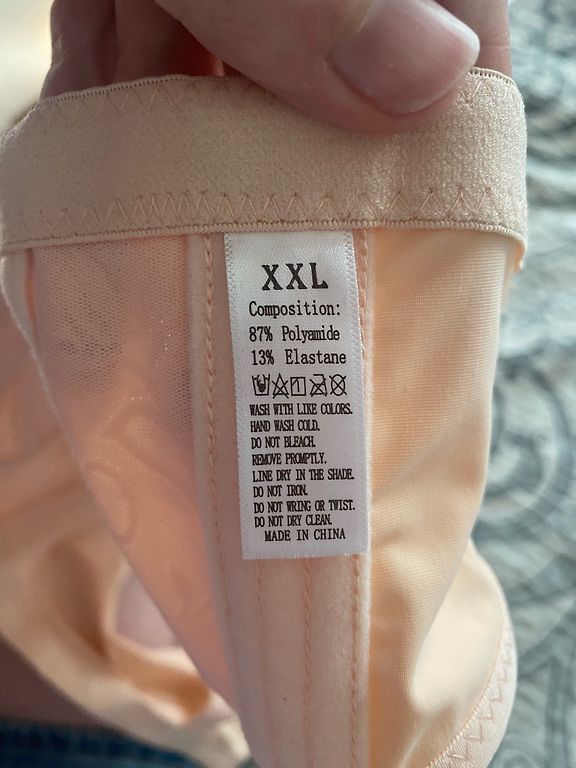 XXL
Composition:
87% Polyamide
13% Elastane
WASH WITH LIKE COLORS.
HAND WASH COLD.
DO NOT BLEACH.
REMOVE PROMPTLY.
LINE DRY IN THE SHADE.
DO NOT IRON.
DO NOT WRING OR TWIST.
DO NOT DRY CLEAN.
MADE IN CHINA